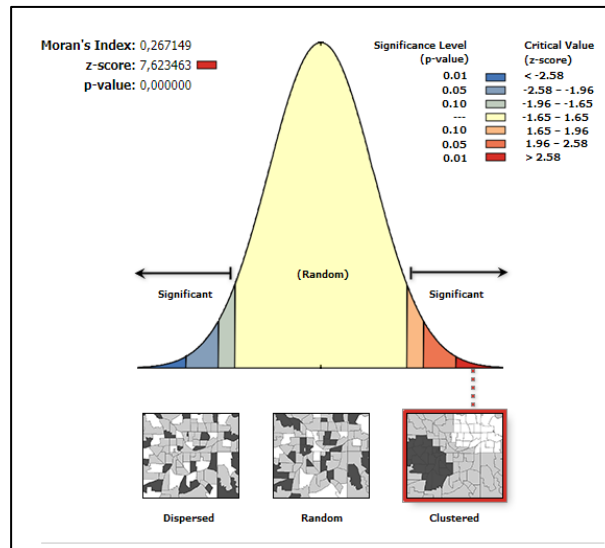 Moran's Index: 0,267149
z-score: 7,623463
p-value: 0,000000
Significance Level Critical Value
(p-value) (z-score)
0.01 < -2.58
0.05 -2.58 – -1.96
0.10 -1.96 – -1.65
--- -1.65 – 1.65
0.10 1.65 – 1.96
0.05 1.96 – 2.58
0.01 > 2.58
(Random)
Significant Significant
Dispersed Random Clustered